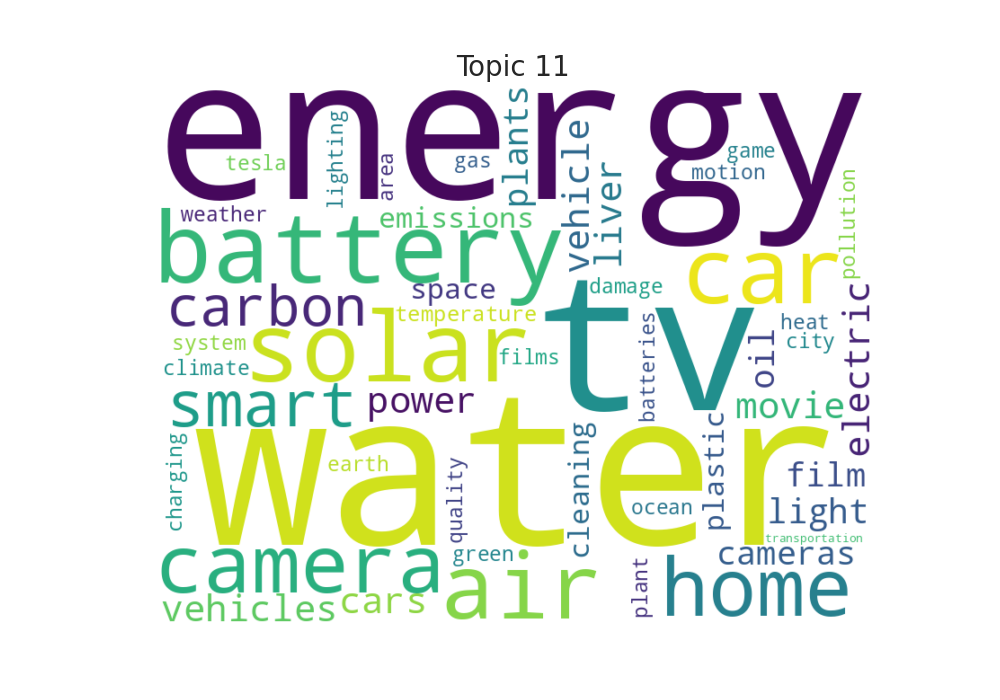 Topic 11
energy
tesla
lighting
area
gas
plants
vehicle
liver
game
motion
pollution
weather
emissions
battery
car
carbon
space
damage
temperature
solar
tv
system
climate
films
batteries
oil
heat
city
electric
smart
power
movie
water
charging
earth
quality
cleaning
ocean
plastic
film
light
transportation
camera
green
air
plant
cameras
home
vehicles
cars